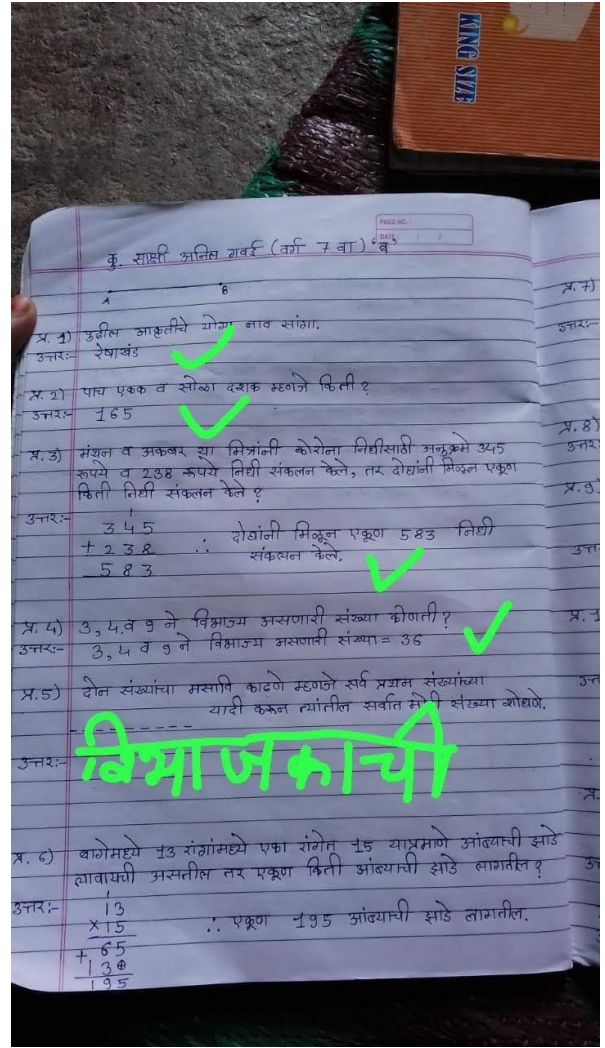 KING SIZE
PAGE NO.
DATE
कु. साक्षी अनिल गवई (वर्ग 7 वा) 'ब'
A B
प्र. 1) पुढील आकृतीचे योग्य नाव सांगा.
उत्तर:- रेषाखंड
प्र. 2) पाच एकक व सोळा दशक म्हणजे किती ?
उत्तर:- 165
प्र. 3) मंथन व अकबर या मित्रांनी कोरोना निधीसाठी अनुक्रमे 345
रुपये व 238 रुपये निधी संकलन केले, तर दोघांनी मिळून एकूण
किती निधी संकलन केले ?
उत्तर:- 1
345
+ 238 ∴ दोघांनी मिळून एकूण 583 निधी
583 संकलन केले.
प्र. 4) 3, 4 व 9 ने विभाज्य असणारी संख्या कोणती ?
उत्तर:- 3, 4 व 9 ने विभाज्य असणारी संख्या = 36
प्र. 5) दोन संख्यांचा मसावि काढणे म्हणजे सर्व प्रथम संख्यांच्या
--------- यादी करून त्यांतील सर्वात मोठी संख्या शोधणे.
उत्तर:- विभाजकाची
प्र. 6) बागेमध्ये 13 रांगांमध्ये एका रांगेत 15 याप्रमाणे आंब्याची झाडे
लावायची असतील तर एकूण किती आंब्याची झाडे लागतील ?
उत्तर:- 1
13
×15 ∴ एकूण 195 आंब्याची झाडे लागतील.
+ 65
130
195
प्र. 7)
उत्तर:-
प्र. 8)
उत्तर
प्र. 9)